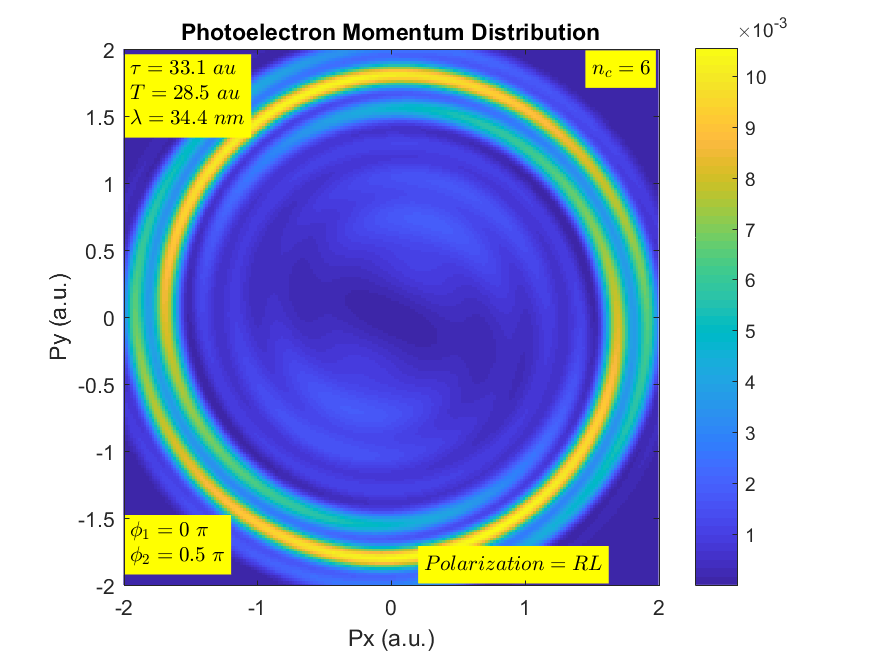 Photoelectron Momentum Distribution
×10⁻³
τ = 33.1 au
T = 28.5 au
λ = 34.4 nm
n_c = 6
ϕ₁ = 0 π
ϕ₂ = 0.5 π
Polarization = RL
2
1.5
1
0.5
0
-0.5
-1
-1.5
-2
Py (a.u.)
-2 -1 0 1 2
Px (a.u.)
10
9
8
7
6
5
4
3
2
1